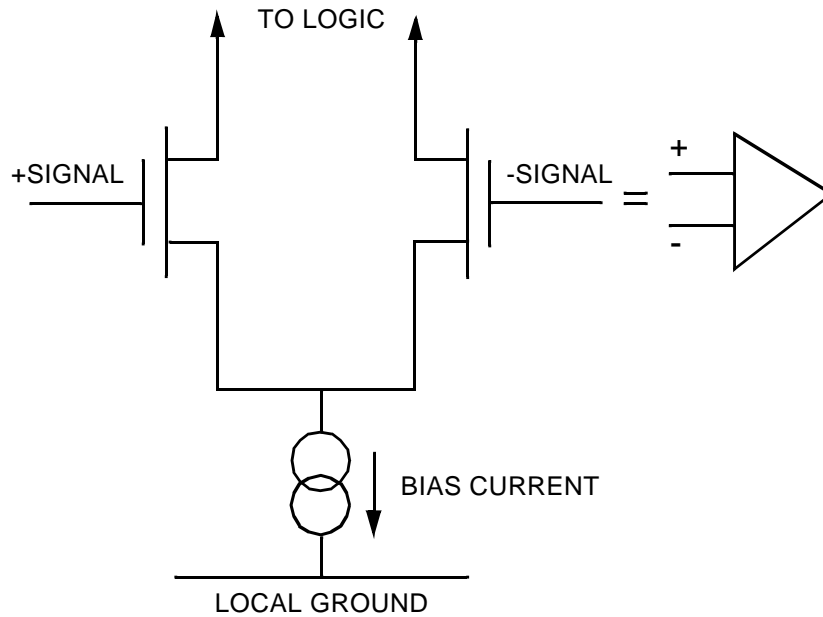 TO LOGIC
+SIGNAL
-SIGNAL
=
+
-
BIAS CURRENT
LOCAL GROUND